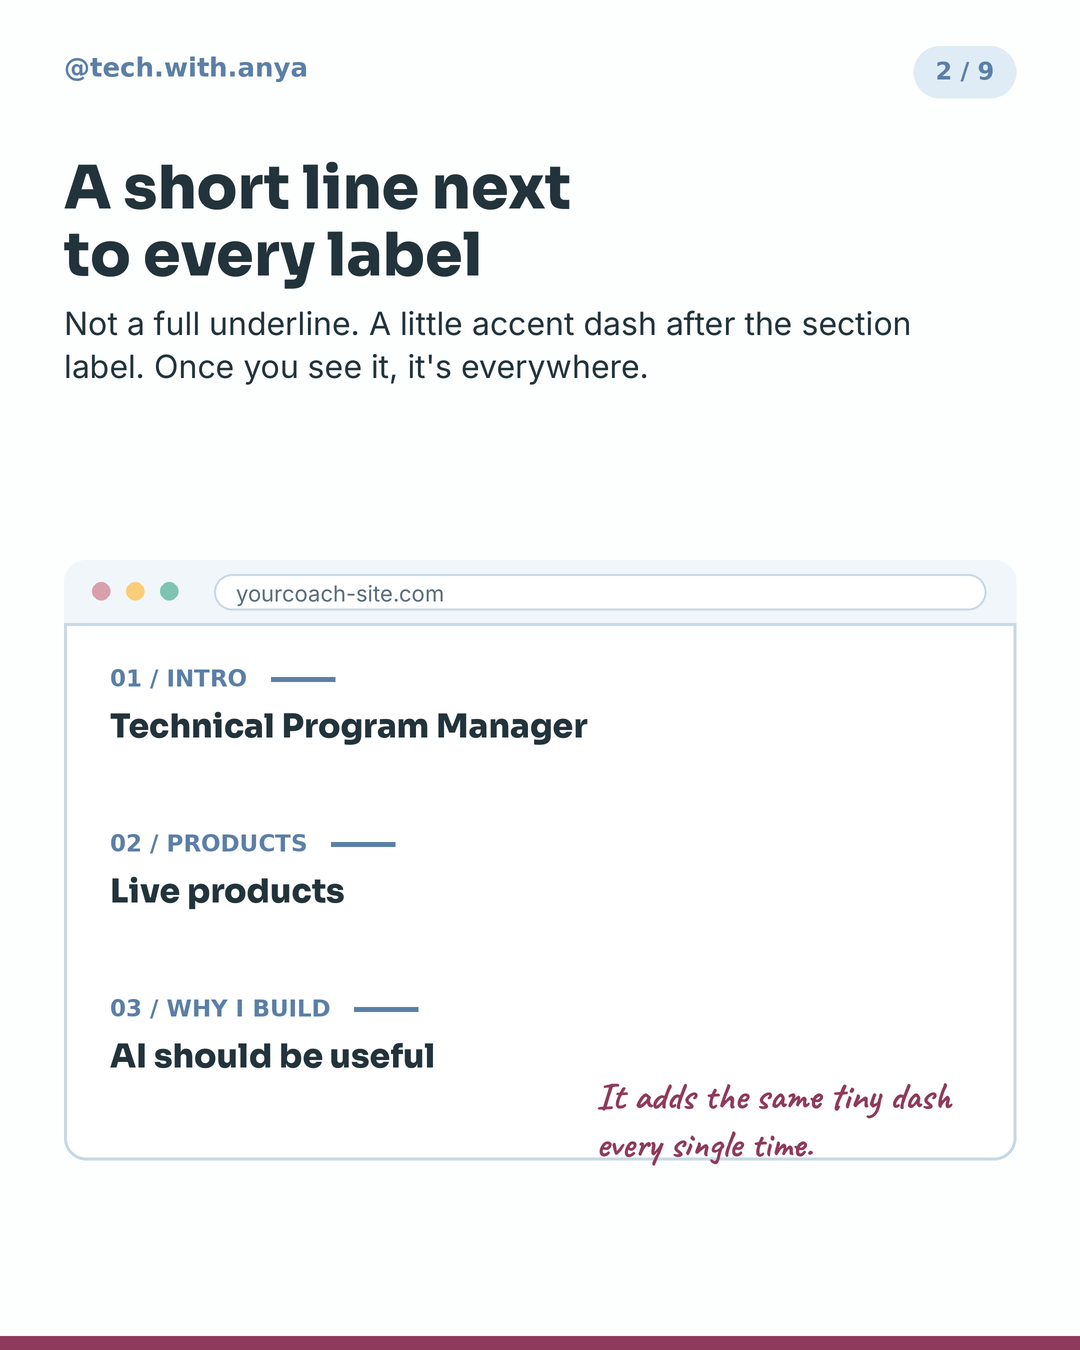 @tech.with.anya
2 / 9
A short line next
to every label
Not a full underline. A little accent dash after the section
label. Once you see it, it's everywhere.
yourcoach-site.com
01 / INTRO
Technical Program Manager
02 / PRODUCTS
Live products
03 / WHY I BUILD
AI should be useful
It adds the same tiny dash
every single time.